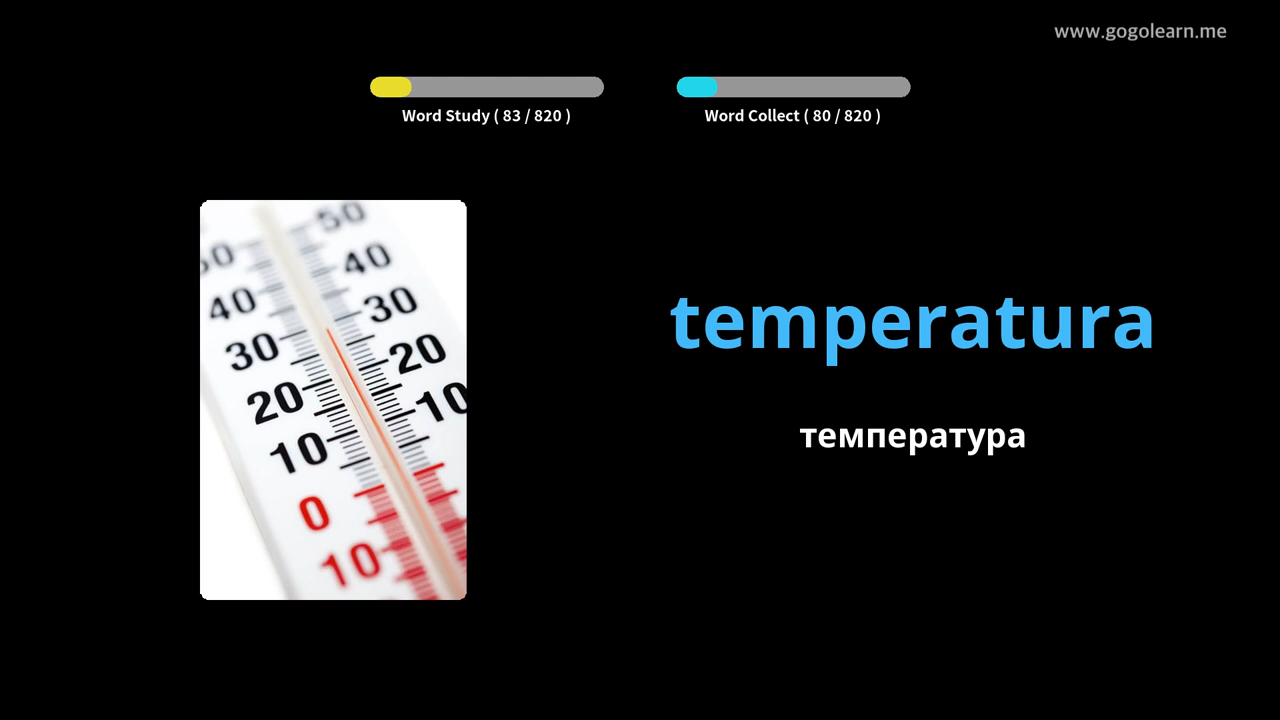 www.gogolearn.me
Word Study ( 83 / 820 )
Word Collect ( 80 / 820 )
50
50
40
40
30
30
20
20
10
10
0
10
temperatura
температура